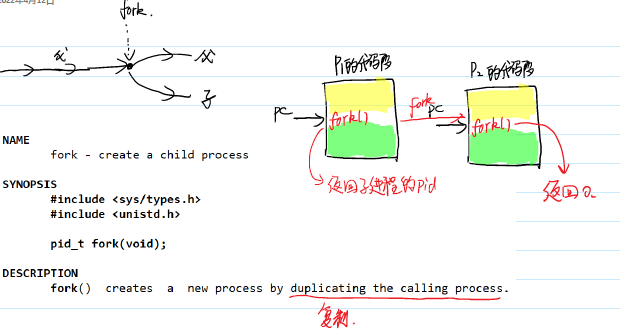 2022年4月12日
fork.
父
父
子
P1的代码段
P2的代码段
PC
fork()
fork
PC
fork()
返回子进程的pid
返回0.
NAME
fork - create a child process
SYNOPSIS
#include <sys/types.h>
#include <unistd.h>
pid_t fork(void);
DESCRIPTION
fork() creates a new process by duplicating the calling process.
复制.